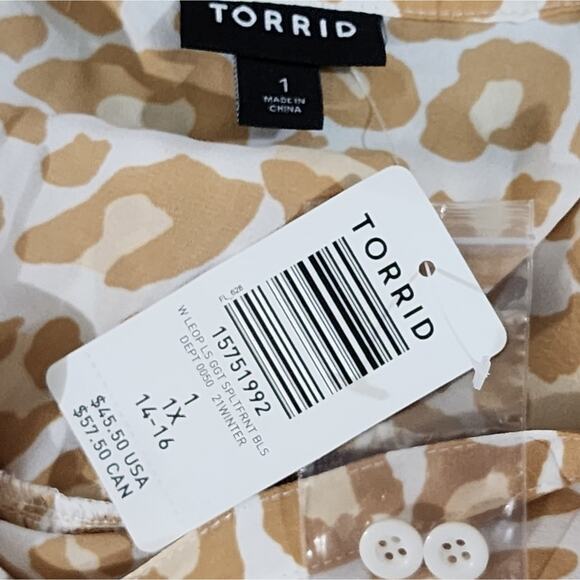 TORRID
1
MADE IN
CHINA
TORRID
FL_628
15751992
W LEOP LS GGT SPLTFRNT BLS
DEPT 0050 21WINTER
1
1X
14-16
$45.50 USA
$57.50 CAN